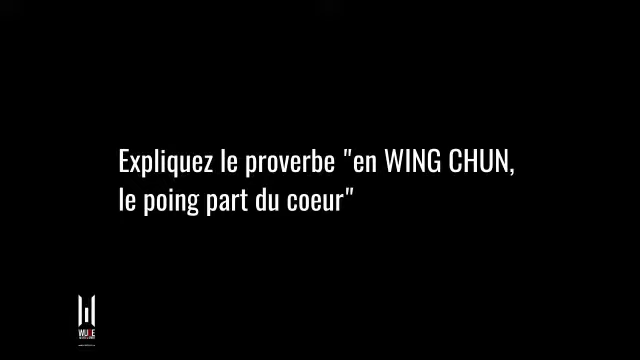 Expliquez le proverbe "en WING CHUN,
le poing part du coeur"